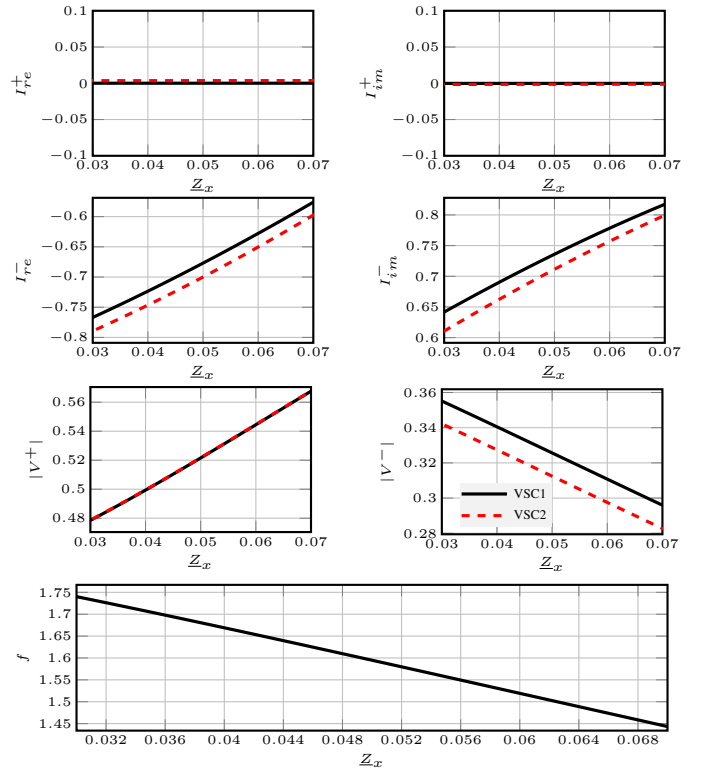 0.1 0.1
0.05 0.05
I⁺re 0 I⁺im 0
−0.05 −0.05
−0.1 −0.1
0.03 0.04 0.05 0.06 0.07 0.03 0.04 0.05 0.06 0.07
Z̲x Z̲x
−0.6 0.8
−0.65 0.75
I⁻re −0.7 I⁻im 0.7
−0.75 0.65
−0.8 0.6
0.03 0.04 0.05 0.06 0.07 0.03 0.04 0.05 0.06 0.07
Z̲x Z̲x
0.56 0.36
0.54 0.34
|V⁺| 0.52 |V⁻| 0.32
0.5 0.3 VSC1
0.48 0.28 VSC2
0.03 0.04 0.05 0.06 0.07 0.03 0.04 0.05 0.06 0.07
Z̲x Z̲x
1.75
1.7
1.65
f 1.6
1.55
1.5
1.45
0.032 0.036 0.04 0.044 0.048 0.052 0.056 0.06 0.064 0.068
Z̲x